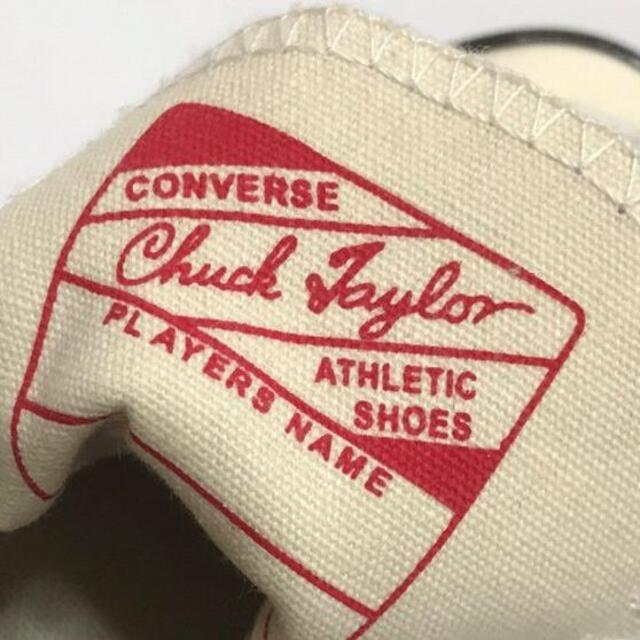 CONVERSE
Chuck Taylor
ATHLETIC
SHOES
PLAYERS NAME